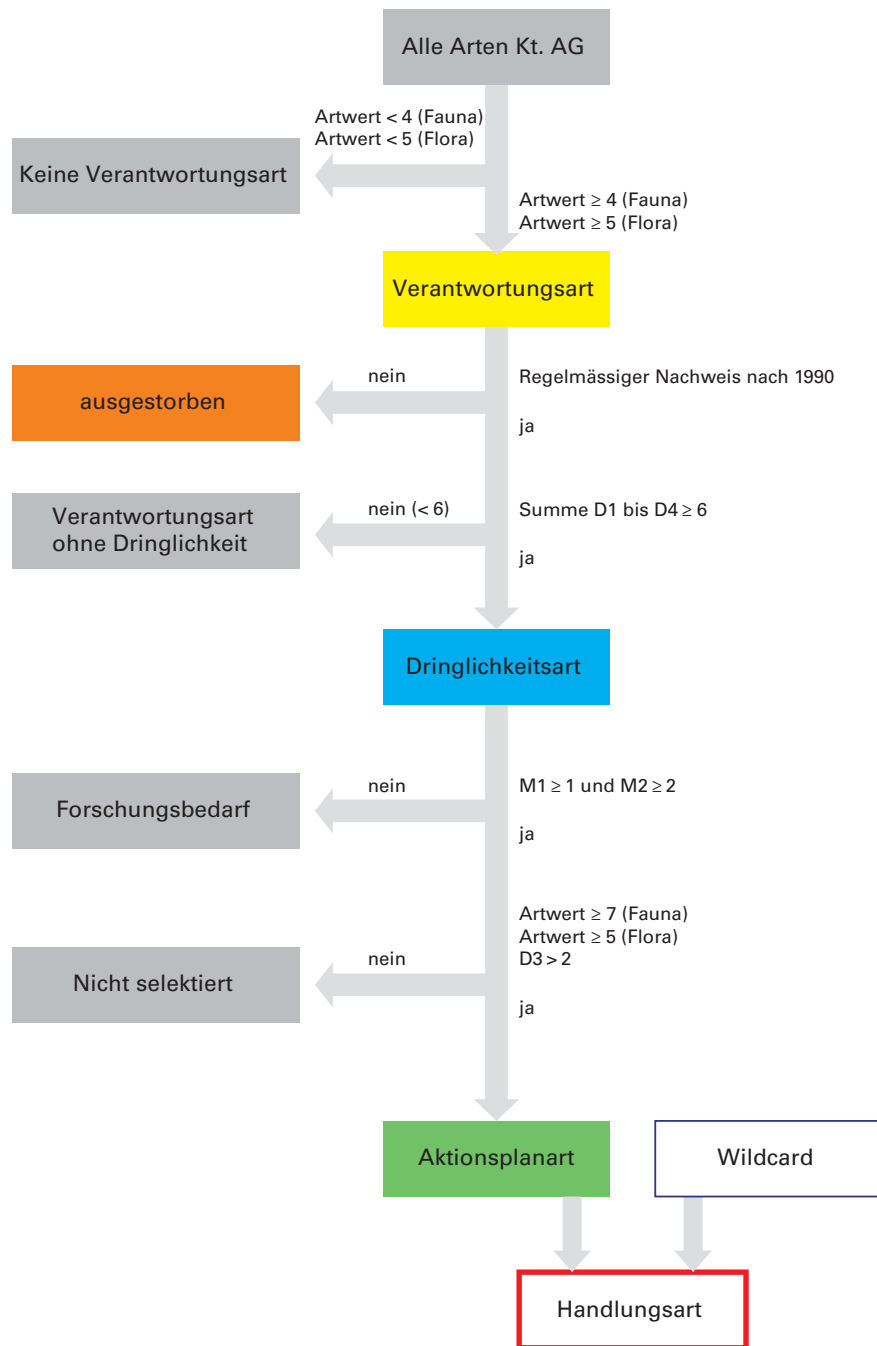 Alle Arten Kt. AG
Artwert < 4 (Fauna)
Artwert < 5 (Flora)
Keine Verantwortungsart
Artwert ≥ 4 (Fauna)
Artwert ≥ 5 (Flora)
Verantwortungsart
nein
Regelmässiger Nachweis nach 1990
ausgestorben
ja
nein (< 6)
Summe D1 bis D4 ≥ 6
Verantwortungsart
ohne Dringlichkeit
ja
Dringlichkeitsart
nein
M1 ≥ 1 und M2 ≥ 2
Forschungsbedarf
ja
Artwert ≥ 7 (Fauna)
Artwert ≥ 5 (Flora)
nein
D3 > 2
Nicht selektiert
ja
Aktionsplanart
Wildcard
Handlungsart